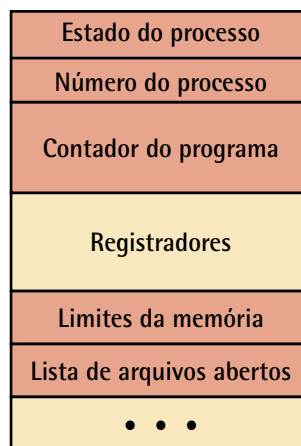 Estado do processo
Número do processo
Contador do programa
Registradores
Limites da memória
Lista de arquivos abertos
• • •